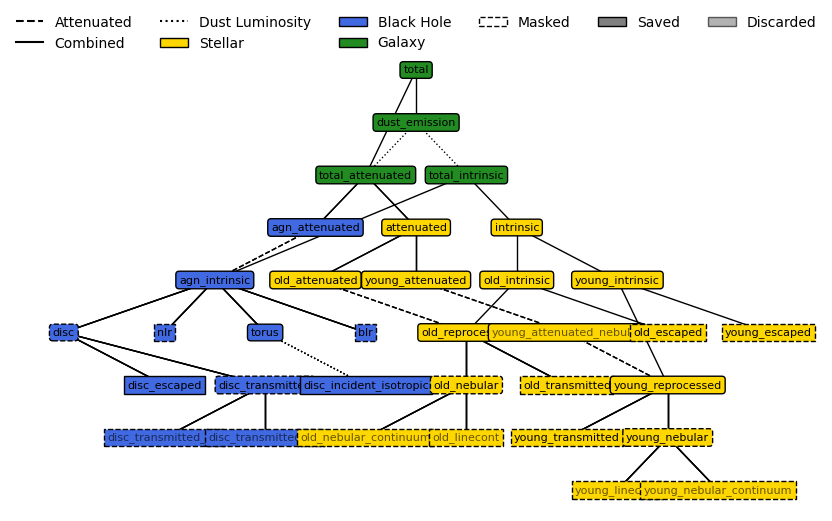 Attenuated Dust Luminosity Black Hole Masked Saved Discarded
Combined Stellar Galaxy
total
dust_emission
total_attenuated total_intrinsic
agn_attenuated attenuated intrinsic
agn_intrinsic old_attenuated young_attenuated old_intrinsic young_intrinsic
disc nlr torus blr old_reproces young_attenuated_nebul old_escaped young_escaped
disc_escaped disc_transmitte disc_incident_isotropic old_nebular old_transmitted young_reprocessed
disc_transmitted disc_transmitte old_nebular_continuum old_linecont young_transmitted young_nebular
young_linec young_nebular_continuum